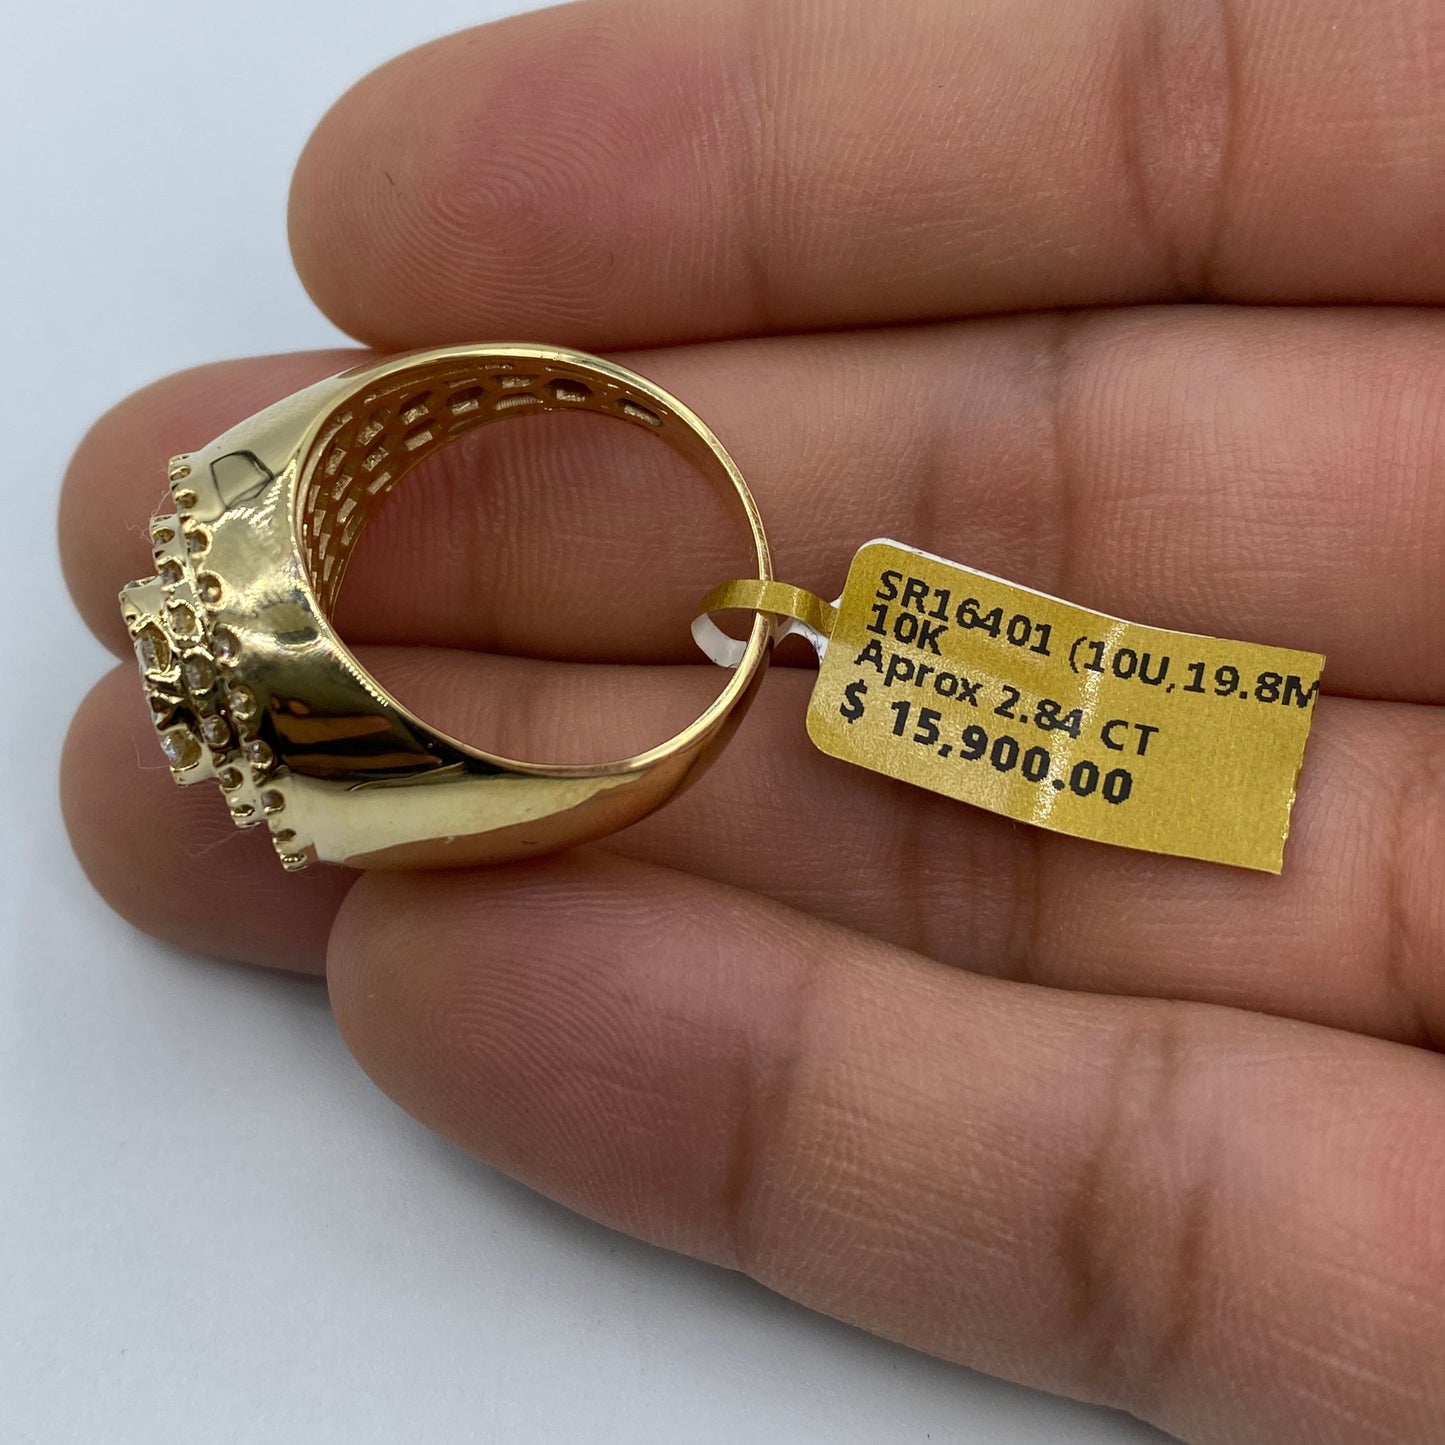 SR16401 (10U,19.8M
10K
Aprox 2.84 CT
$ 15,900.00